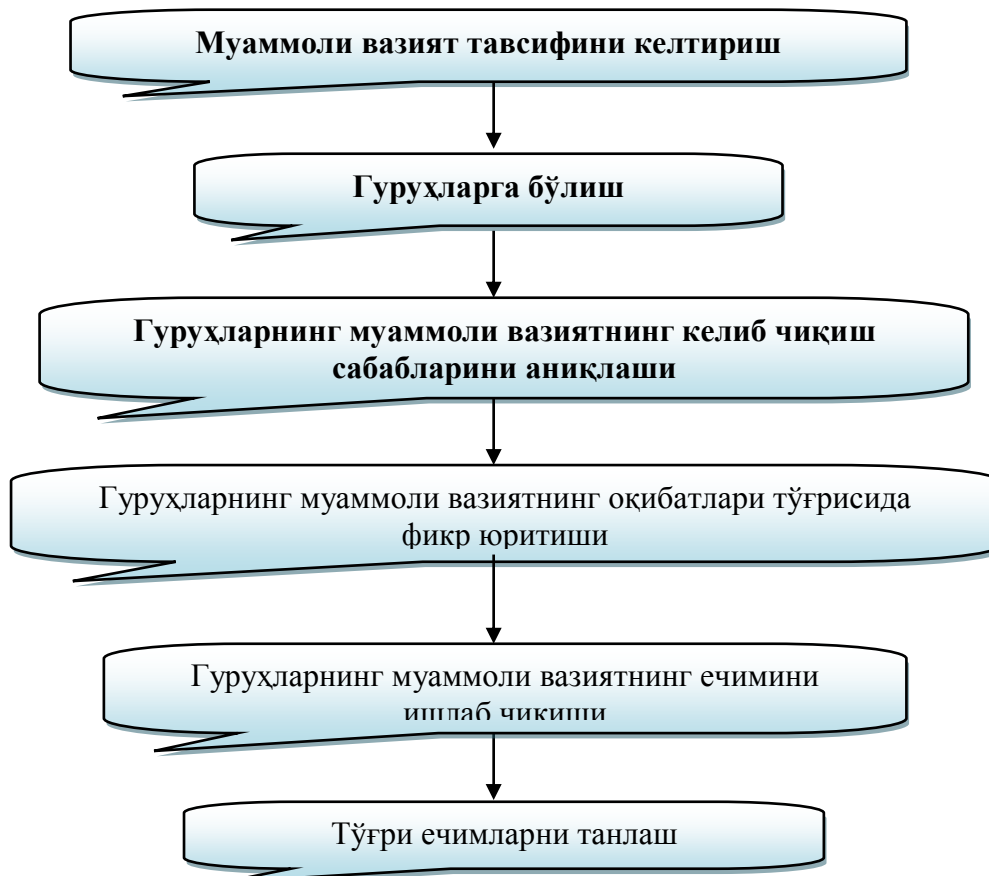 Муаммоли вазият тавсифини келтириш
Гуруҳларга бўлиш
Гуруҳларнинг муаммоли вазиятнинг келиб чиқиш
сабабларини аниқлаши
Гуруҳларнинг муаммоли вазиятнинг оқибатлари тўғрисида
фикр юритиши
Гуруҳларнинг муаммоли вазиятнинг ечимини
ишлаб чиқиши
Тўғри ечимларни танлаш